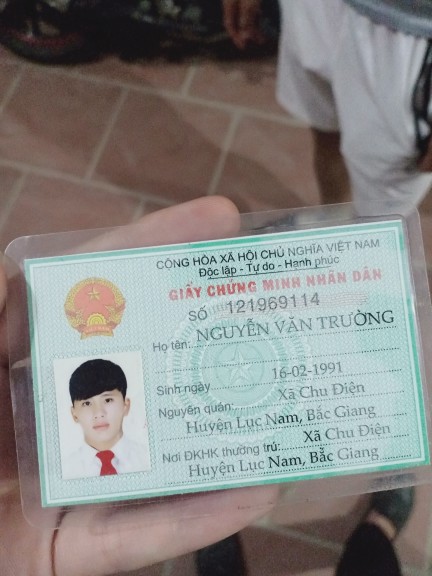 CỘNG HÒA XÃ HỘI CHỦ NGHĨA VIỆT NAM
Độc lập - Tự do - Hạnh phúc
GIẤY CHỨNG MINH NHÂN DÂN
SỐ 121969114
Họ tên: NGUYỄN VĂN TRƯỜNG
Sinh ngày 16-02-1991
Nguyên quán: Xã Chu Điện
Huyện Lục Nam, Bắc Giang
Nơi ĐKHK thường trú: Xã Chu Điện
Huyện Lục Nam, Bắc Giang